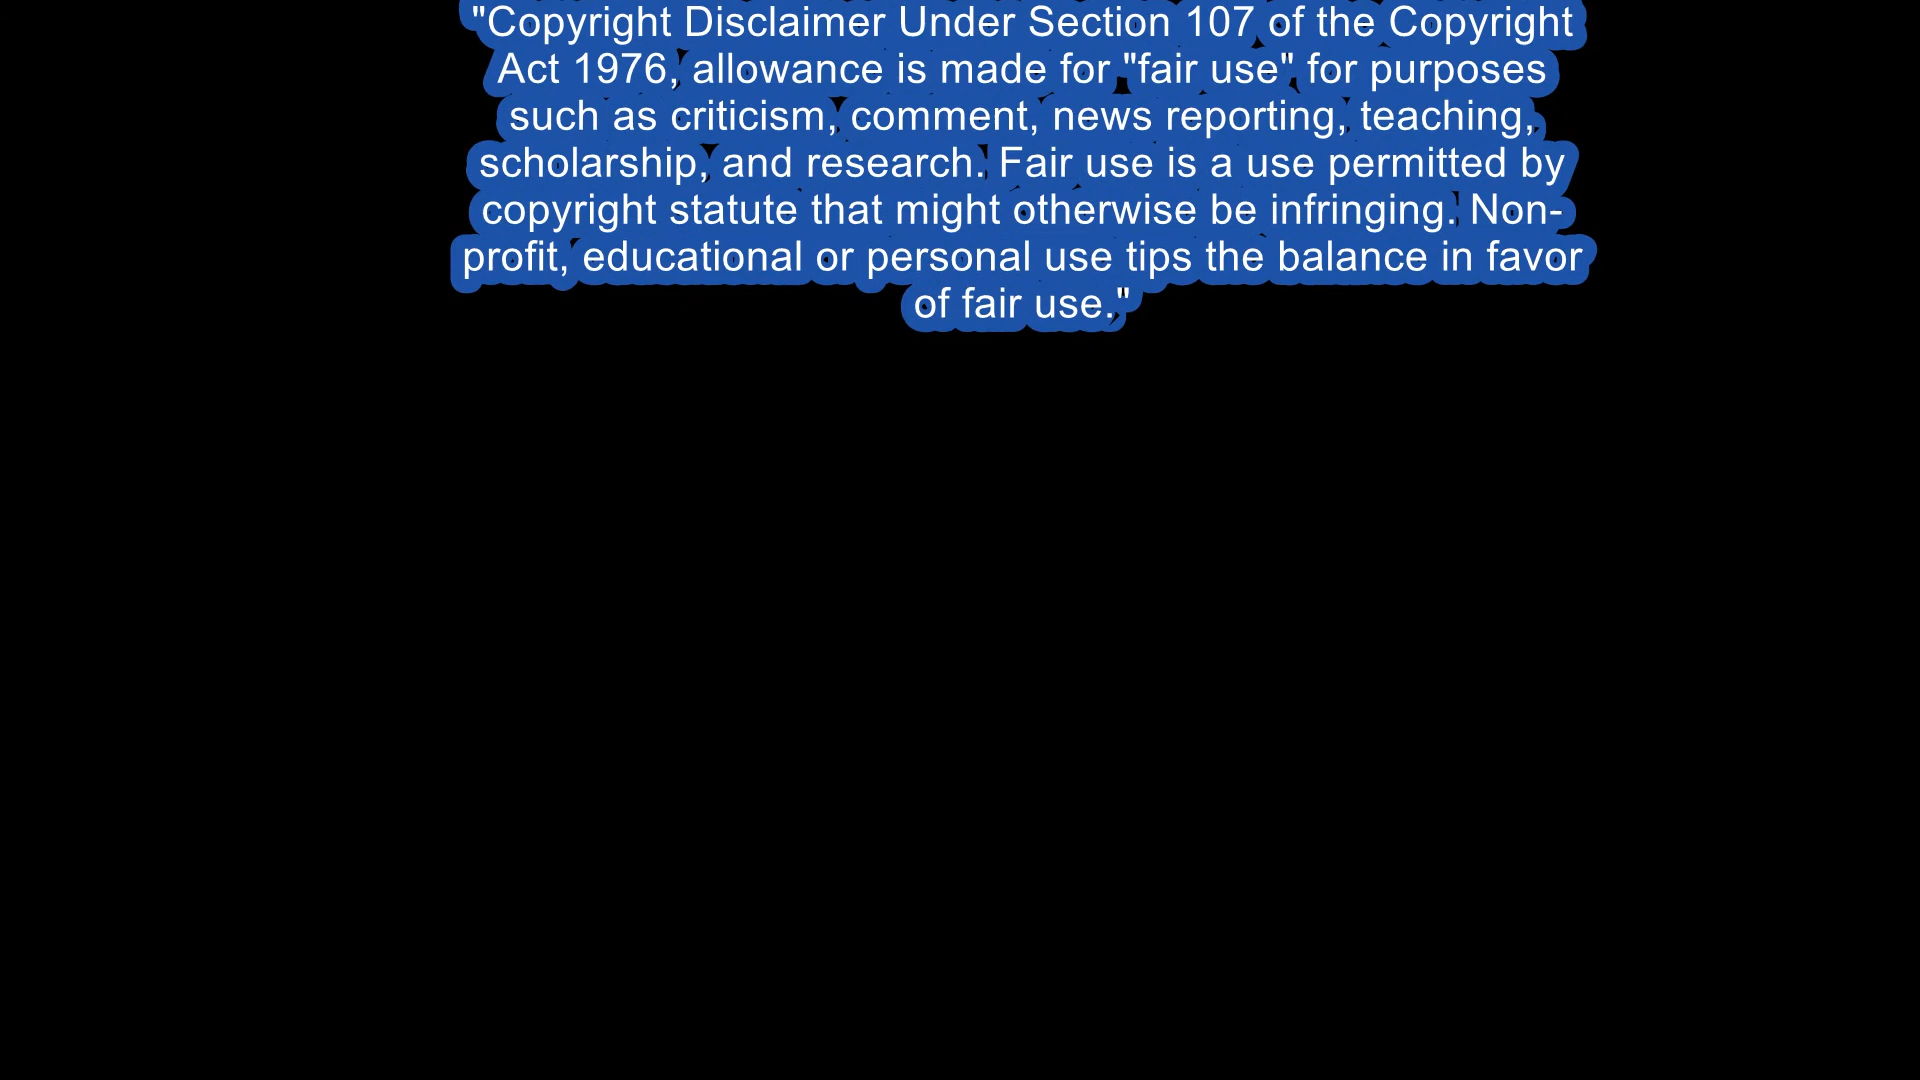 "Copyright Disclaimer Under Section 107 of the Copyright
Act 1976, allowance is made for "fair use" for purposes
such as criticism, comment, news reporting, teaching,
scholarship, and research. Fair use is a use permitted by
copyright statute that might otherwise be infringing. Non-
profit, educational or personal use tips the balance in favor
of fair use."